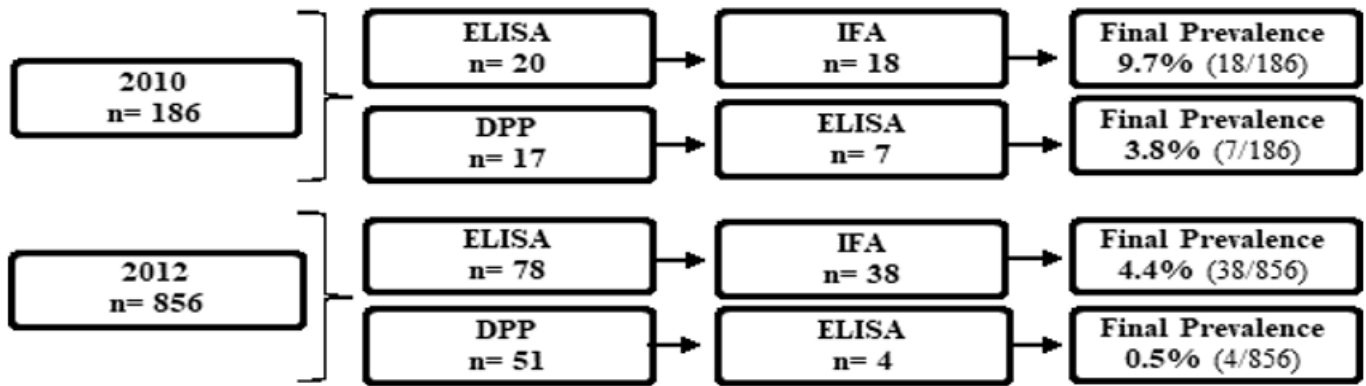 2010
n= 186
ELISA
n= 20
IFA
n= 18
Final Prevalence
9.7% (18/186)
DPP
n= 17
ELISA
n= 7
Final Prevalence
3.8% (7/186)
2012
n= 856
ELISA
n= 78
IFA
n= 38
Final Prevalence
4.4% (38/856)
DPP
n= 51
ELISA
n= 4
Final Prevalence
0.5% (4/856)